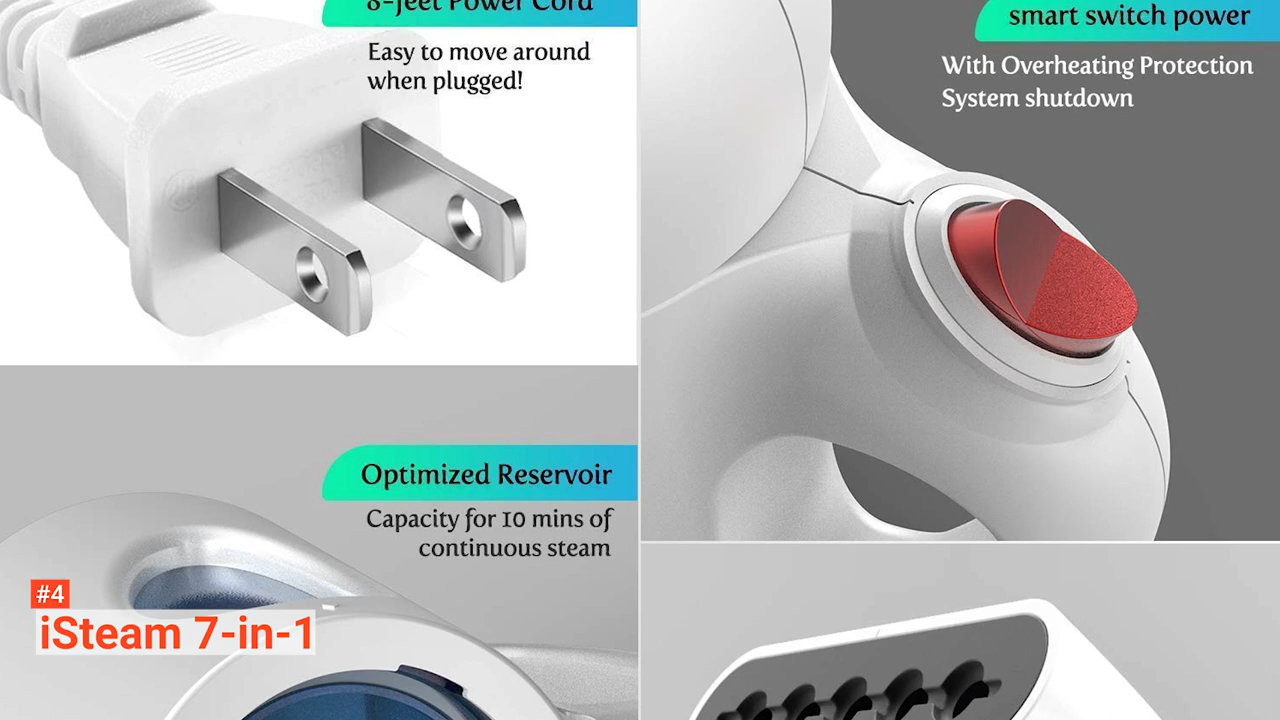 8-feet Power Cord
Easy to move around
when plugged!
smart switch power
With Overheating Protection
System shutdown
Optimized Reservoir
Capacity for 10 mins of
continuous steam
#4
iSteam 7-in-1